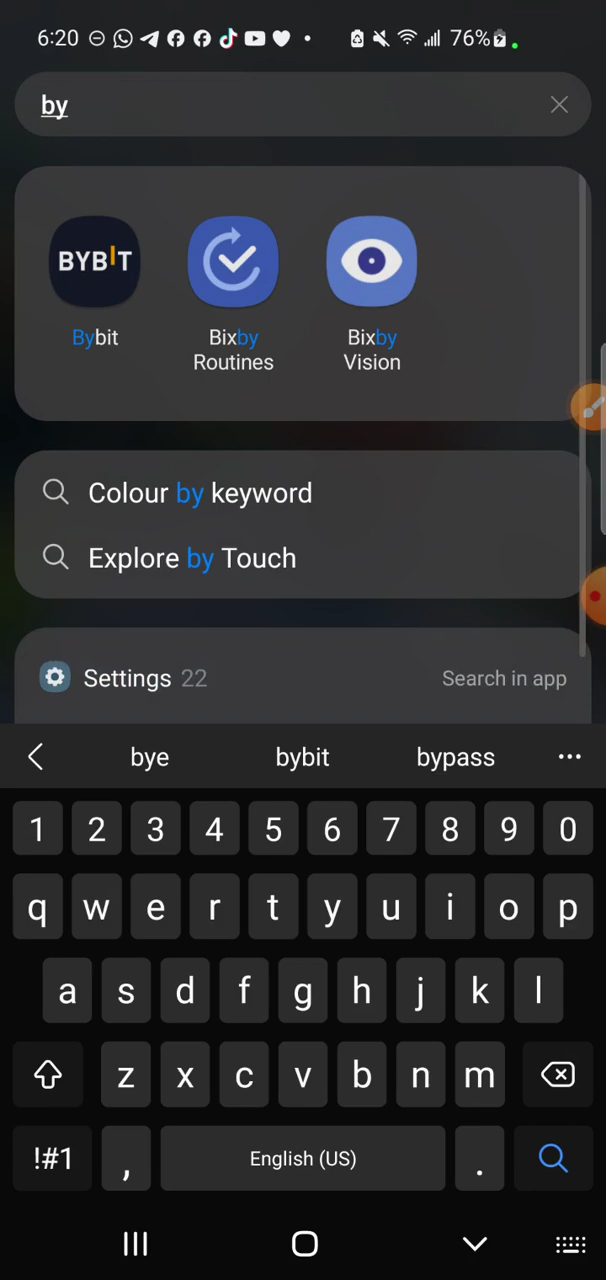 6:20 76%
by
BYBIT
Bybit
Bixby
Routines
Bixby
Vision
Colour by keyword
Explore by Touch
Settings 22 Search in app
bye bybit bypass
1 2 3 4 5 6 7 8 9 0
q w e r t y u i o p
a s d f g h j k l
z x c v b n m
!#1 , English (US) .